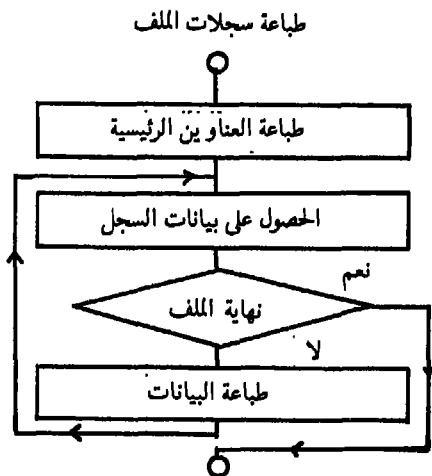 طباعة سجلات الملف
طباعة العناوين الرئيسية
الحصول على بيانات السجل
نعم
نهاية الملف
لا
طباعة البيانات